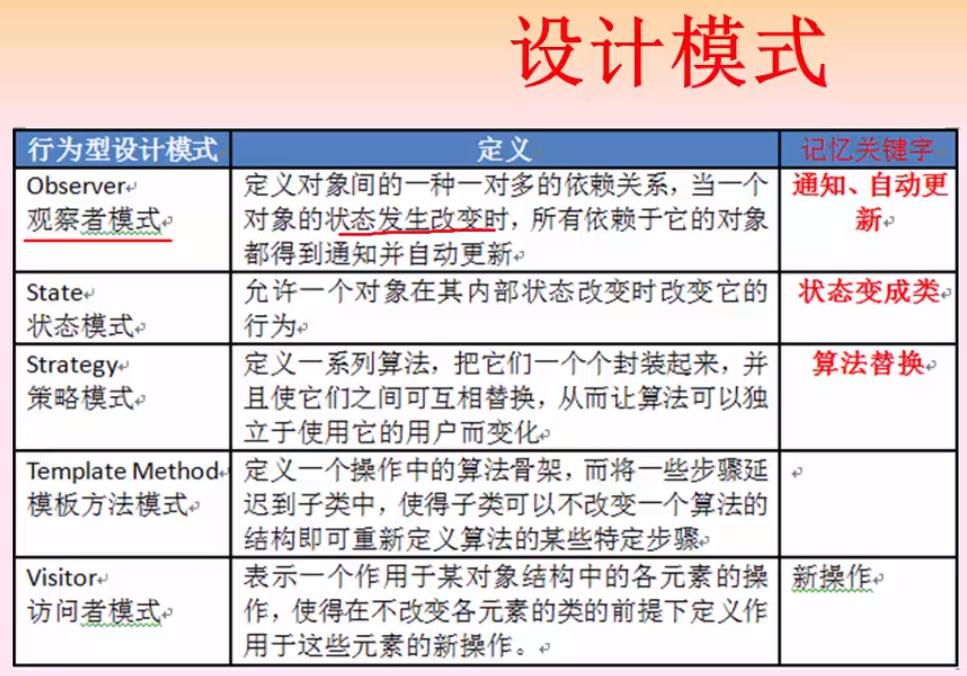 设计模式
行为型设计模式 定义 记忆关键字
Observer
观察者模式
定义对象间的一种一对多的依赖关系，当一个
对象的状态发生改变时，所有依赖于它的对象
都得到通知并自动更新
通知、自动更
新
State
状态模式
允许一个对象在其内部状态改变时改变它的
行为
状态变成类
Strategy
策略模式
定义一系列算法，把它们一个个封装起来，并
且使它们之间可互相替换，从而让算法可以独
立于使用它的用户而变化
算法替换
Template Method
模板方法模式
定义一个操作中的算法骨架，而将一些步骤延
迟到子类中，使得子类可以不改变一个算法的
结构即可重新定义算法的某些特定步骤
Visitor
访问者模式
表示一个作用于某对象结构中的各元素的操
作，使得在不改变各元素的类的前提下定义作
用于这些元素的新操作。
新操作